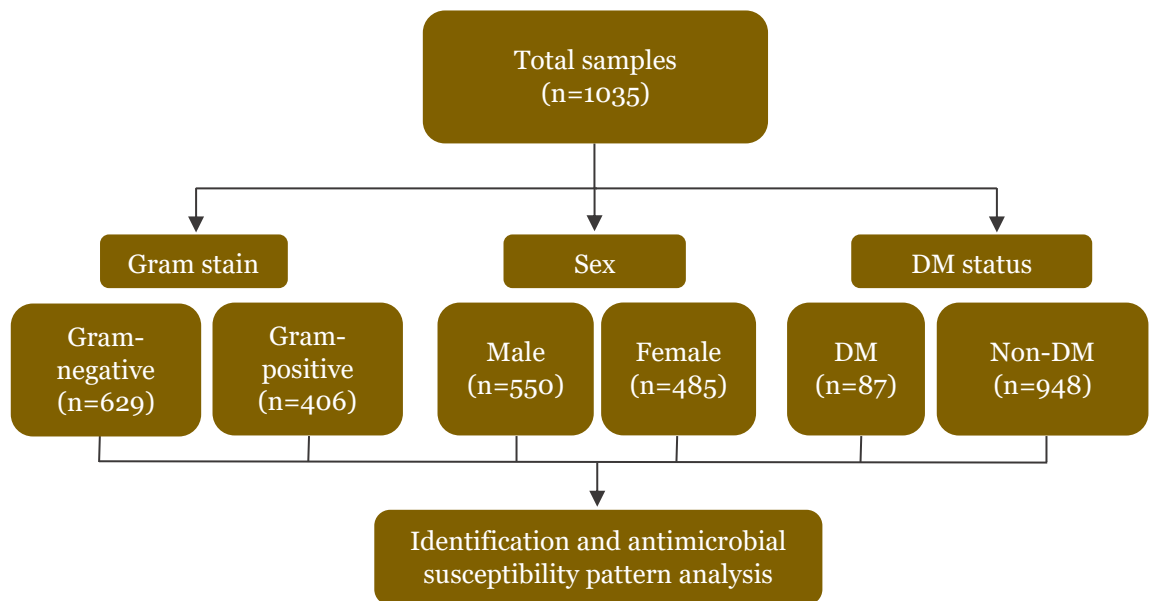 Total samples
(n=1035)
Gram stain
Sex
DM status
Gram-
negative
(n=629)
Gram-
positive
(n=406)
Male
(n=550)
Female
(n=485)
DM
(n=87)
Non-DM
(n=948)
Identification and antimicrobial
susceptibility pattern analysis